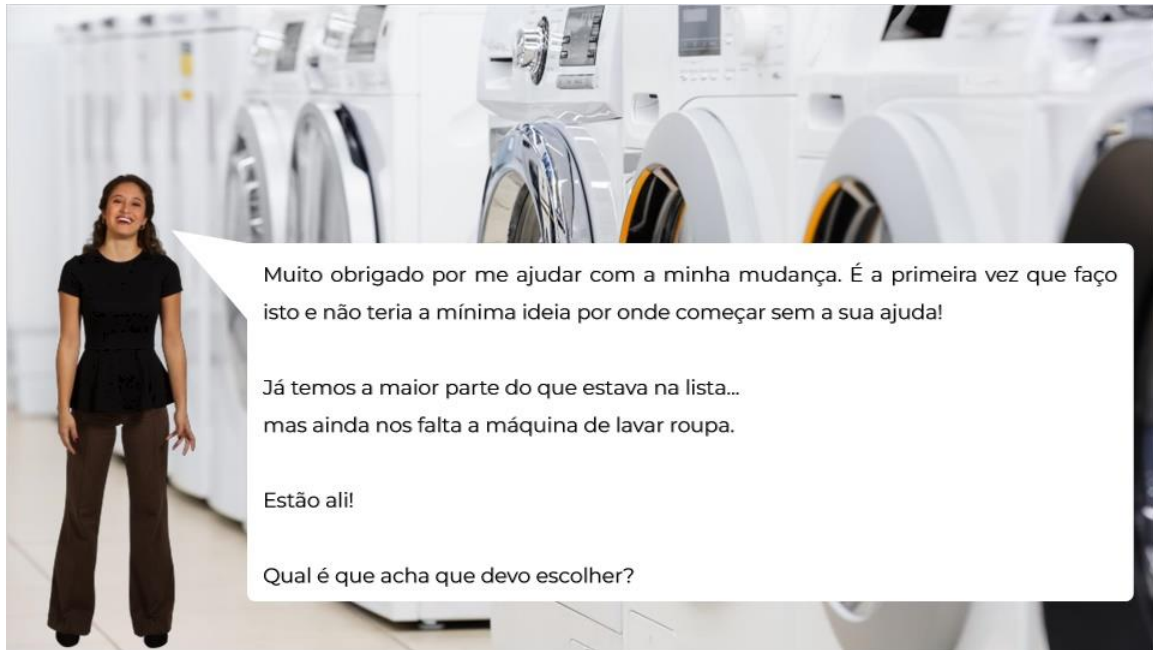 Muito obrigado por me ajudar com a minha mudança. É a primeira vez que faço
isto e não teria a mínima ideia por onde começar sem a sua ajuda!
Já temos a maior parte do que estava na lista...
mas ainda nos falta a máquina de lavar roupa.
Estão ali!
Qual é que acha que devo escolher?